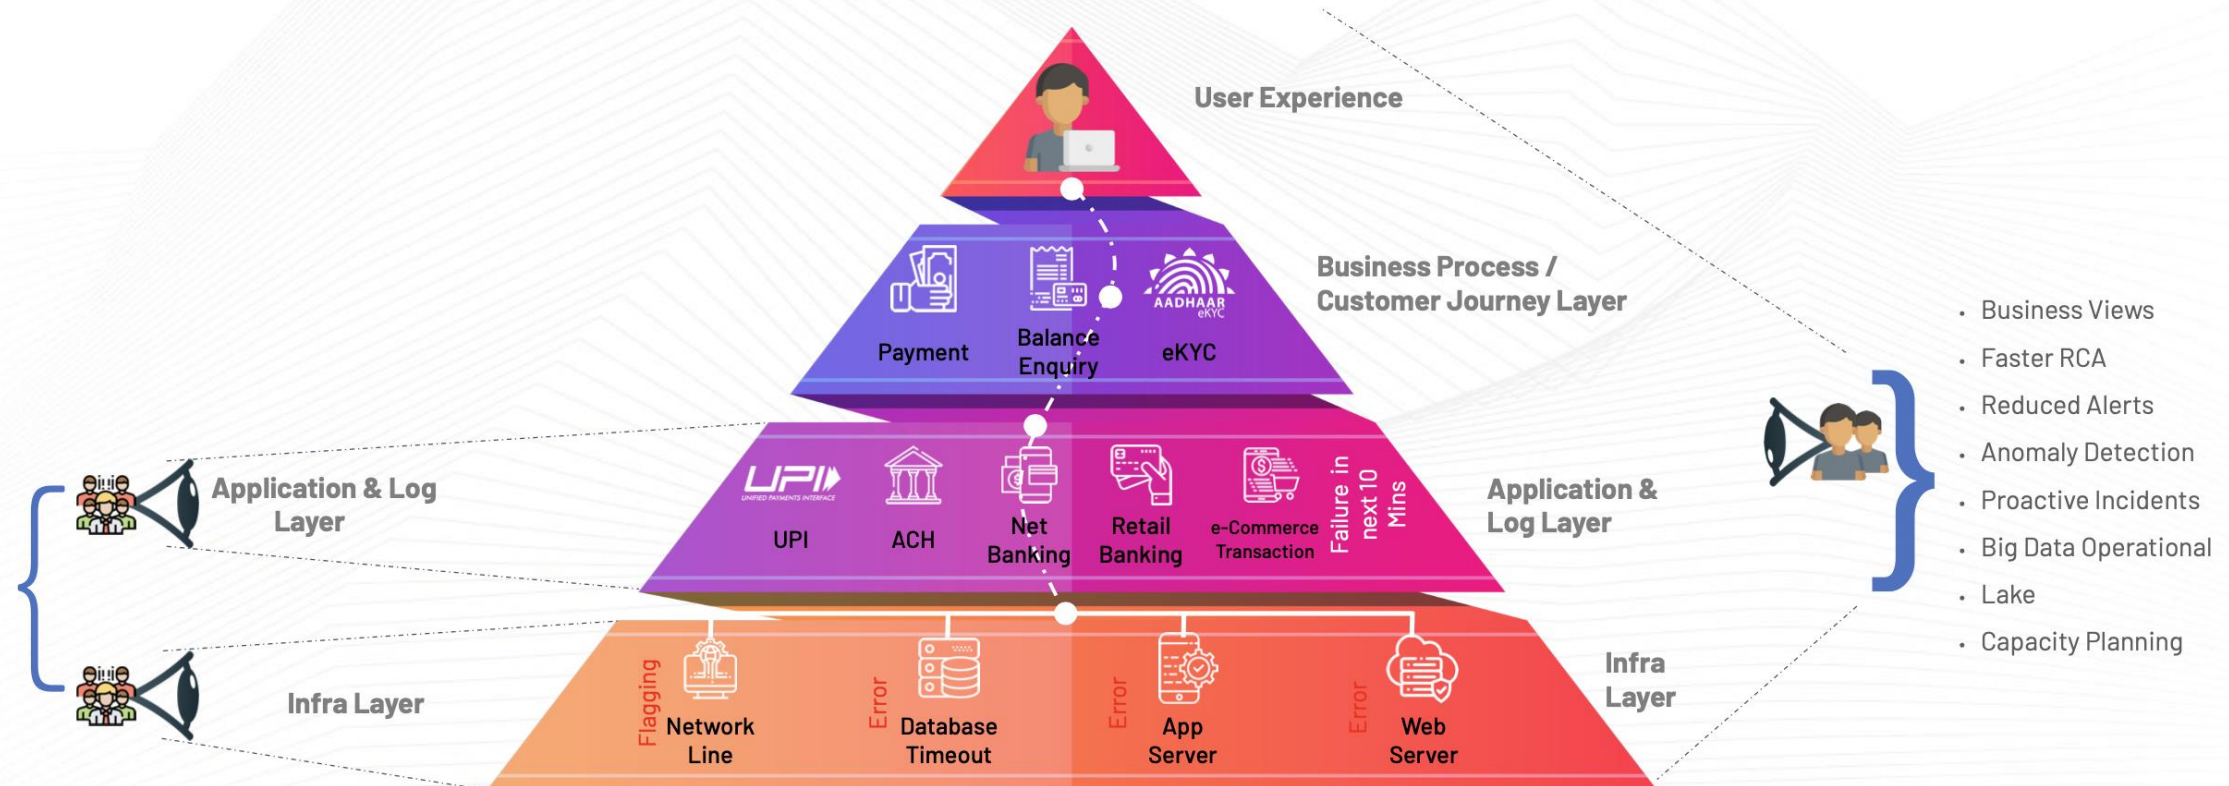 User Experience
Business Process /
Customer Journey Layer
AADHAAR
eKYC
Payment
Balance
Enquiry
eKYC
Application & Log
Layer
UPI
UNIFIED PAYMENTS INTERFACE
UPI
ACH
Net
Banking
Retail
Banking
e-Commerce
Transaction
Failure in
next 10
Mins
Application &
Log Layer
Infra Layer
Flagging
Network
Line
Error
Database
Timeout
Error
App
Server
Error
Web
Server
Infra
Layer
• Business Views
• Faster RCA
• Reduced Alerts
• Anomaly Detection
• Proactive Incidents
• Big Data Operational
• Lake
• Capacity Planning